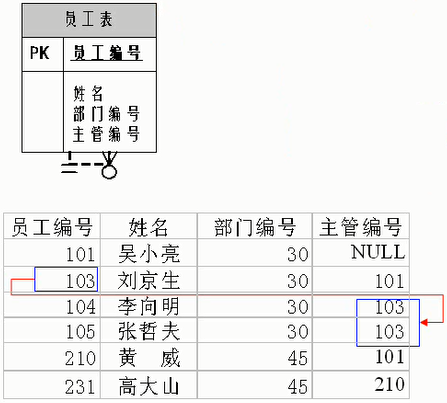 员工表
PK 员工编号
姓名
部门编号
主管编号
员工编号 姓名 部门编号 主管编号
101 吴小亮 30 NULL
103 刘京生 30 101
104 李向明 30 103
105 张哲夫 30 103
210 黄 威 45 101
231 高大山 45 210